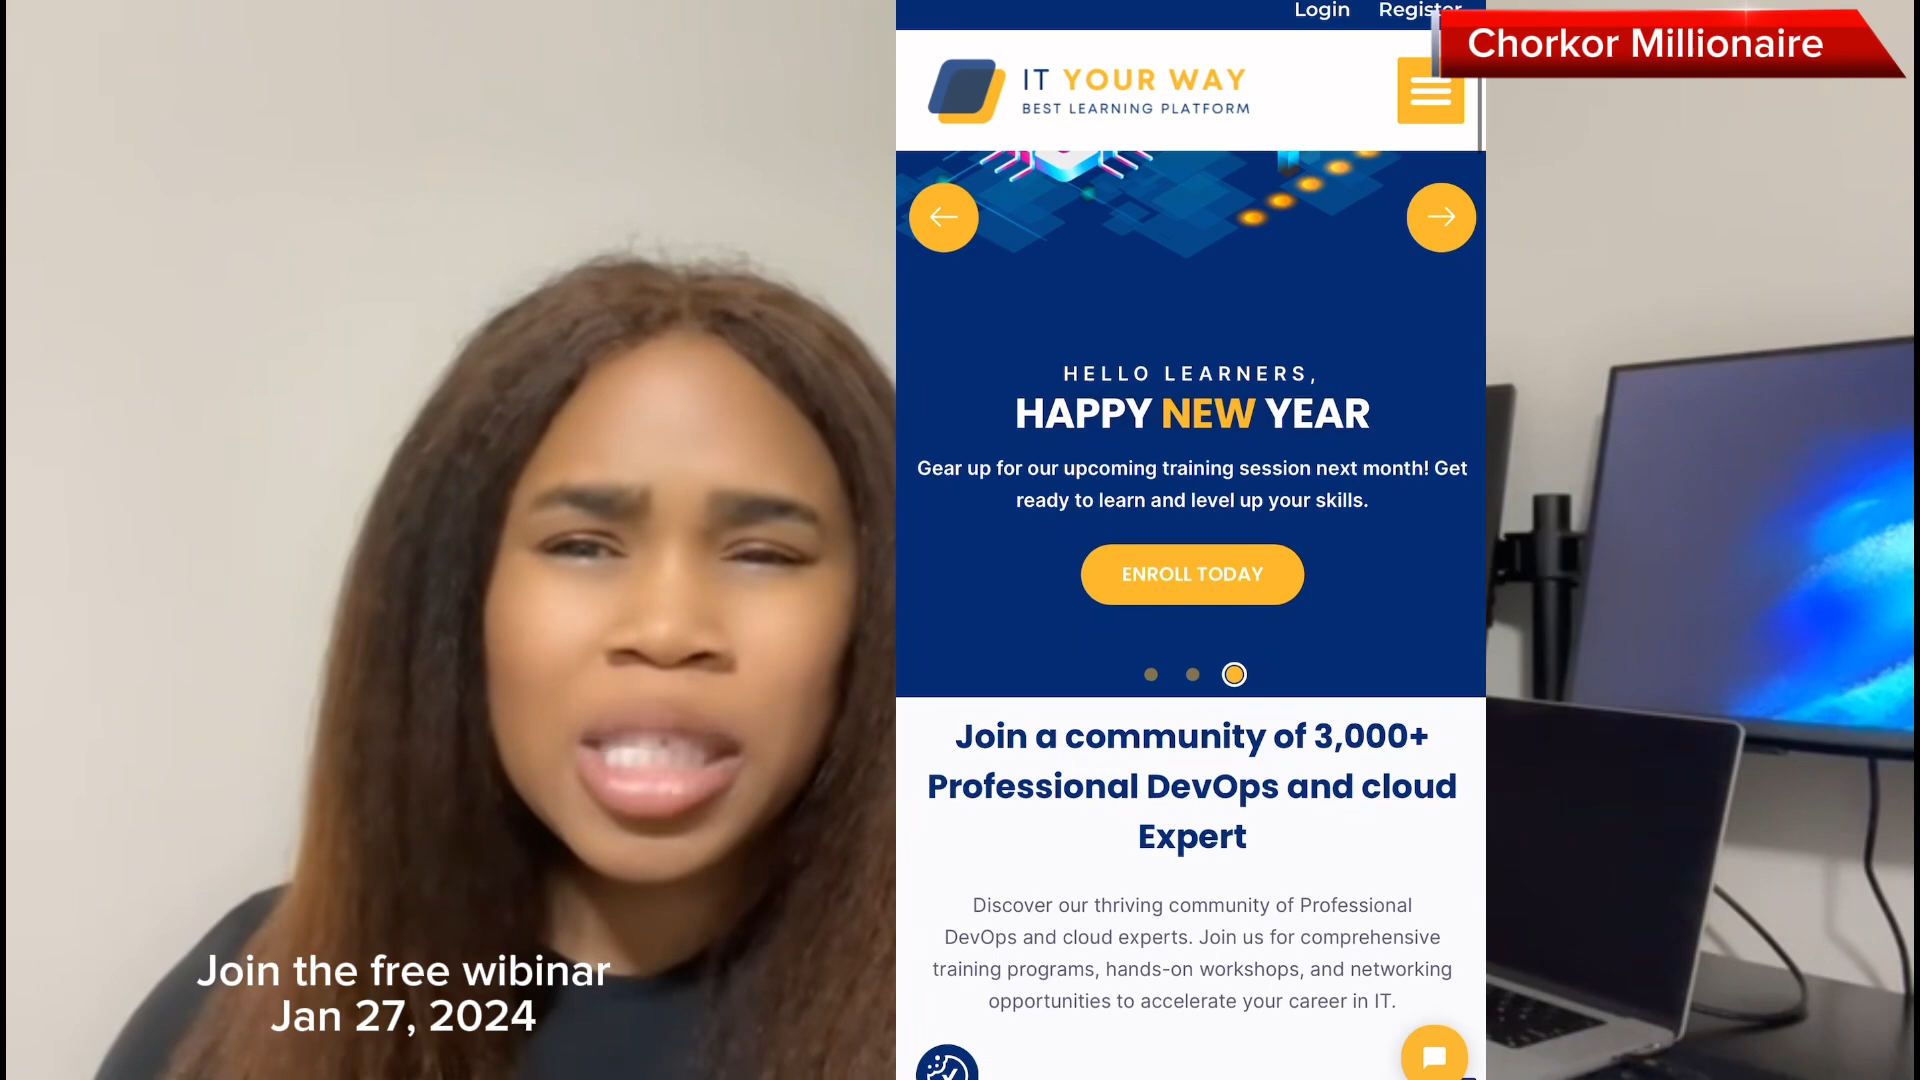 Login Register
Chorkor Millionaire
IT YOUR WAY
BEST LEARNING PLATFORM
HELLO LEARNERS,
HAPPY NEW YEAR
Gear up for our upcoming training session next month! Get
ready to learn and level up your skills.
ENROLL TODAY
Join a community of 3,000+
Professional DevOps and cloud
Expert
Discover our thriving community of Professional
DevOps and cloud experts. Join us for comprehensive
training programs, hands-on workshops, and networking
opportunities to accelerate your career in IT.
Join the free wibinar
Jan 27, 2024